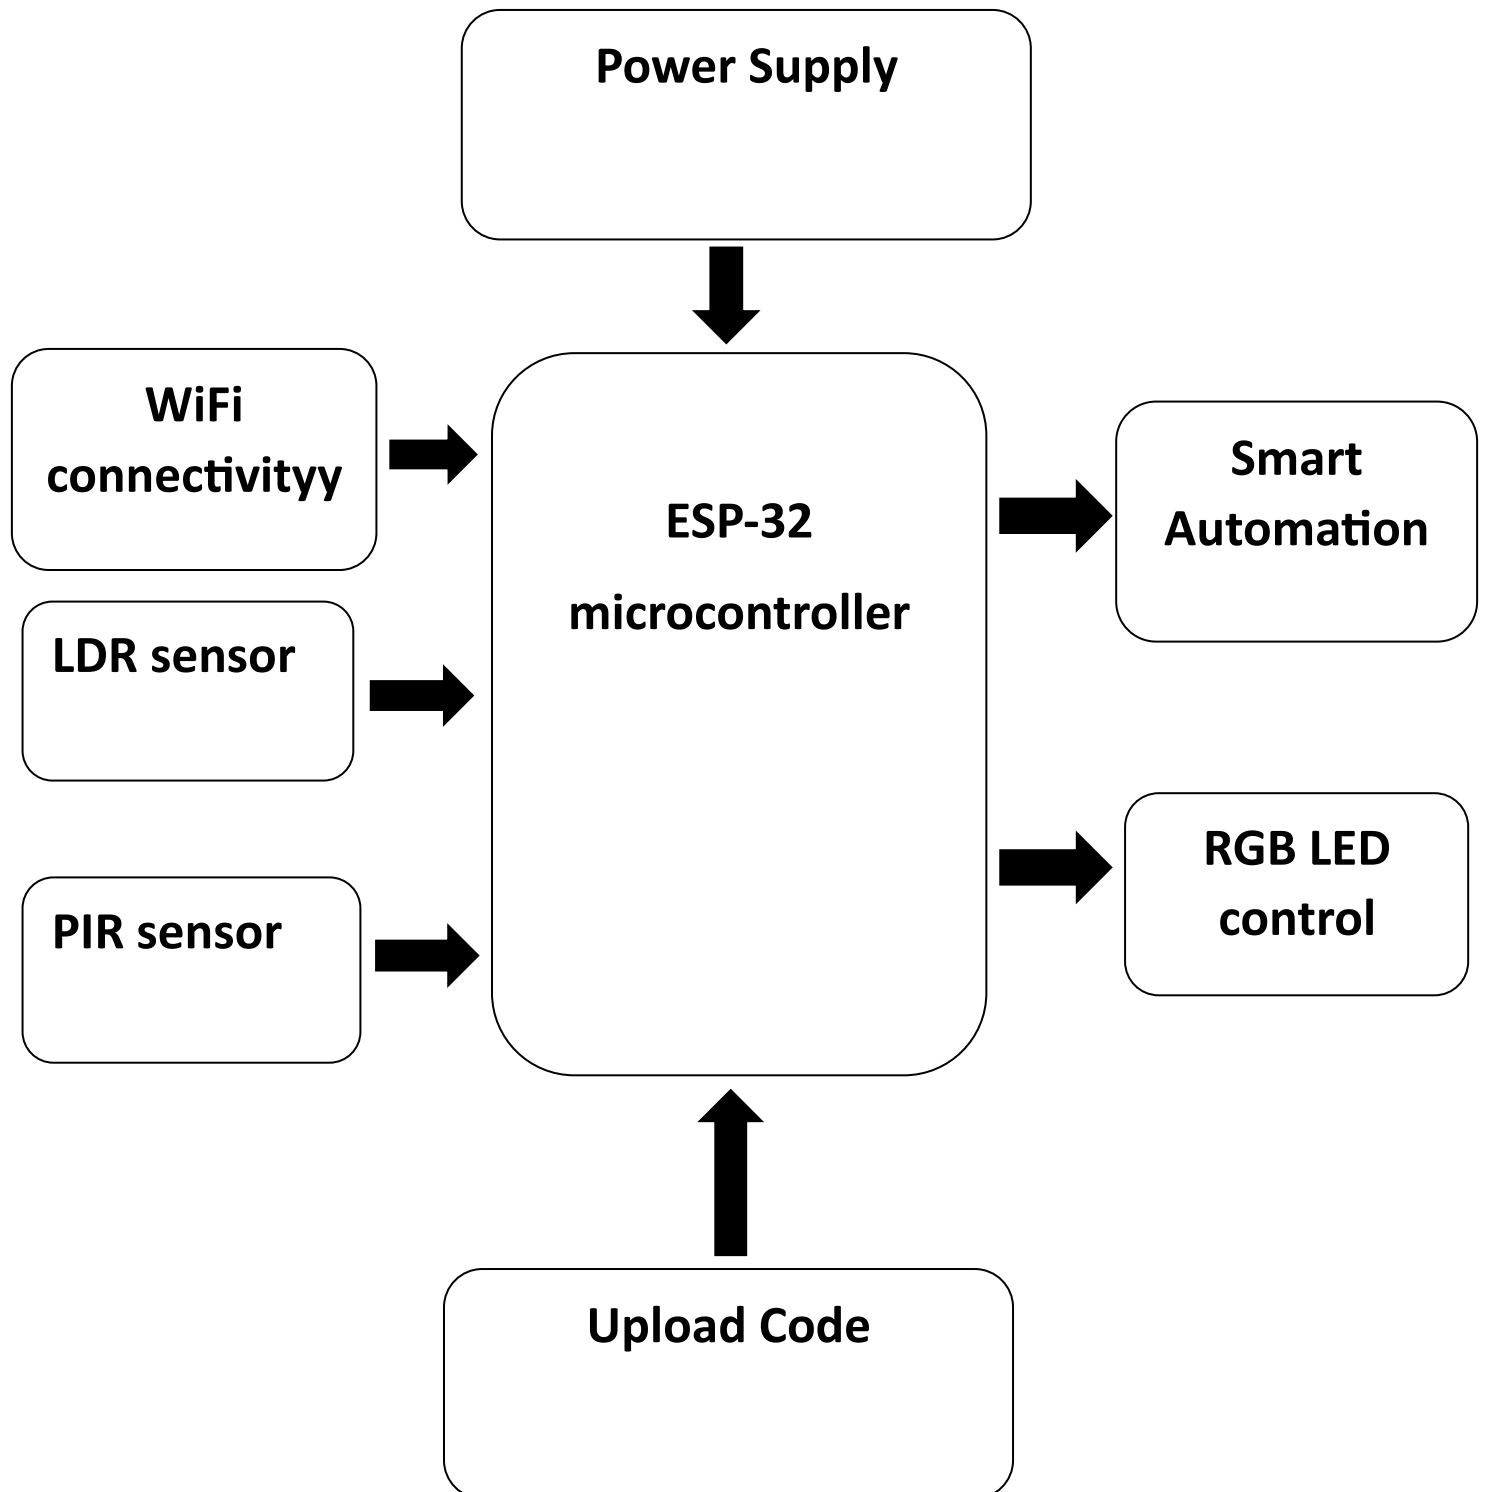 Power Supply
WiFi
connectivityy
ESP-32
microcontroller
Smart
Automation
LDR sensor
RGB LED
control
PIR sensor
Upload Code